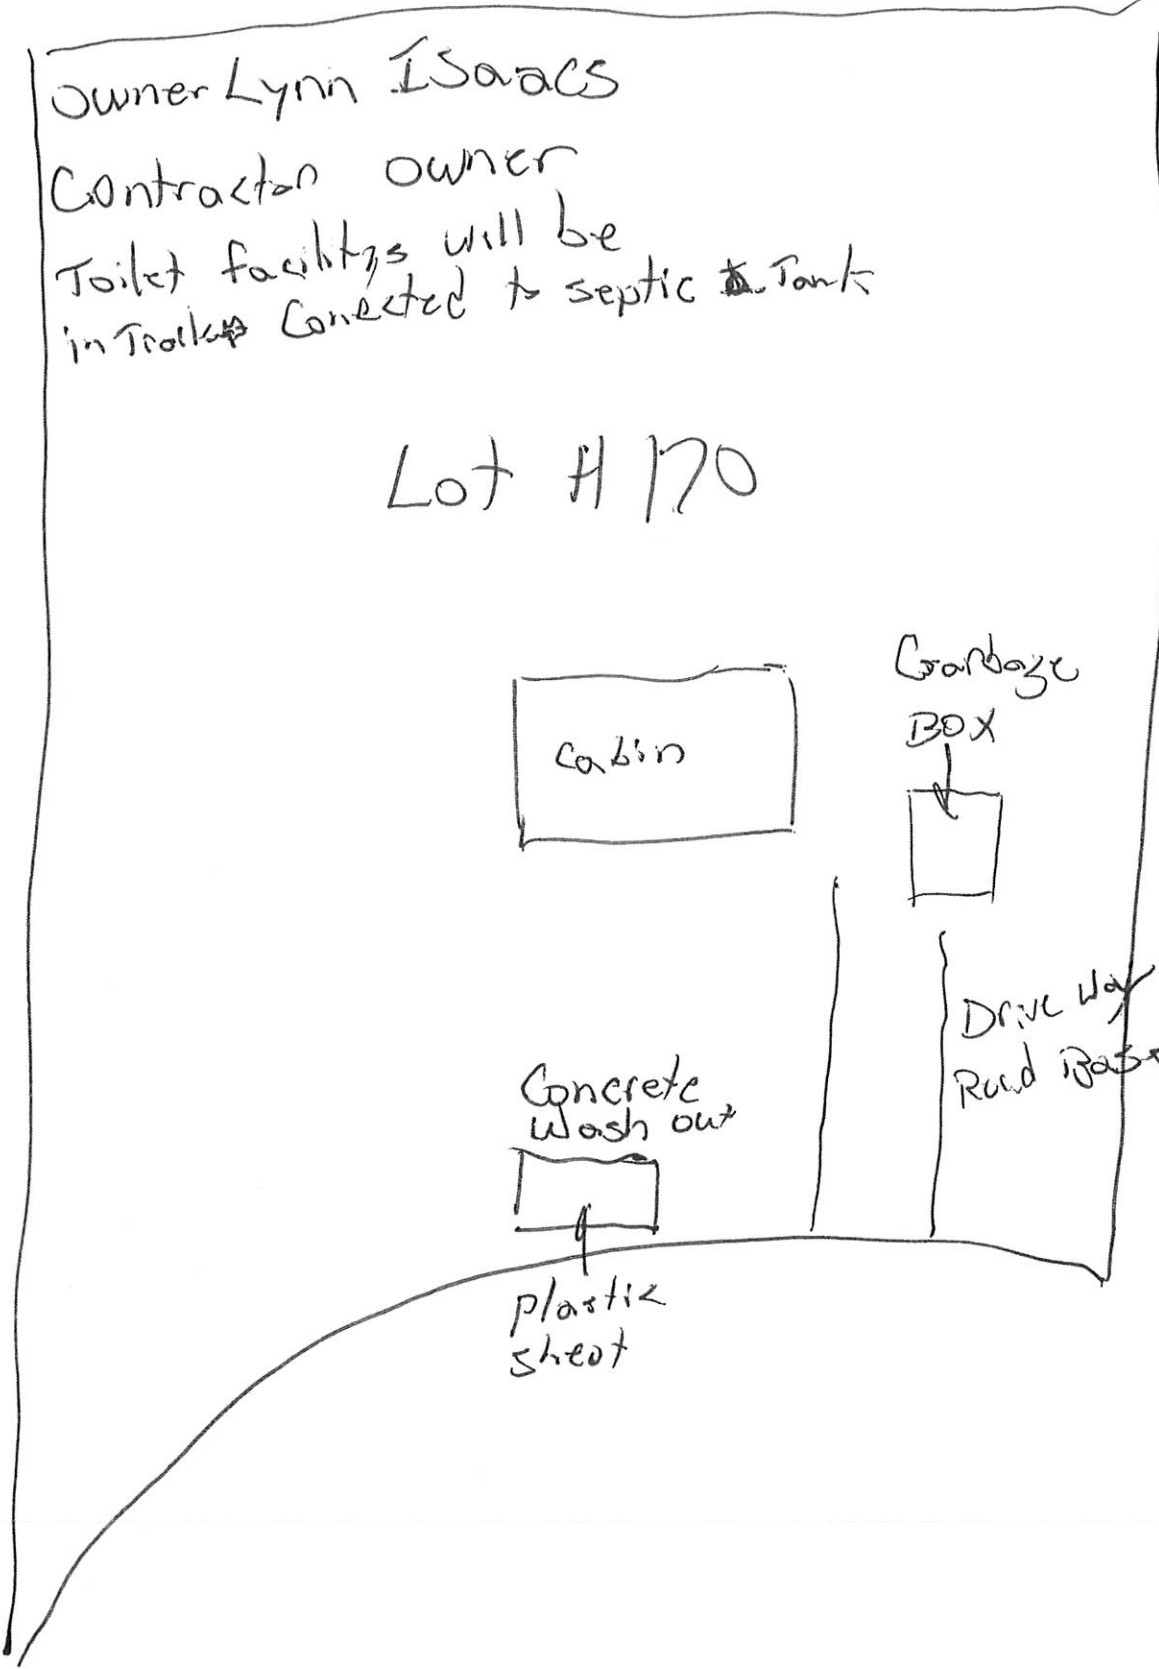 Owner Lynn Isaacs
Contractor owner
Toilet facilitys will be
in Trailer Conected to septic Tank
Lot # 170
Garbage
BOX
cabin
Drive Way
Road Base
Concrete
Wash out
plastic
sheet